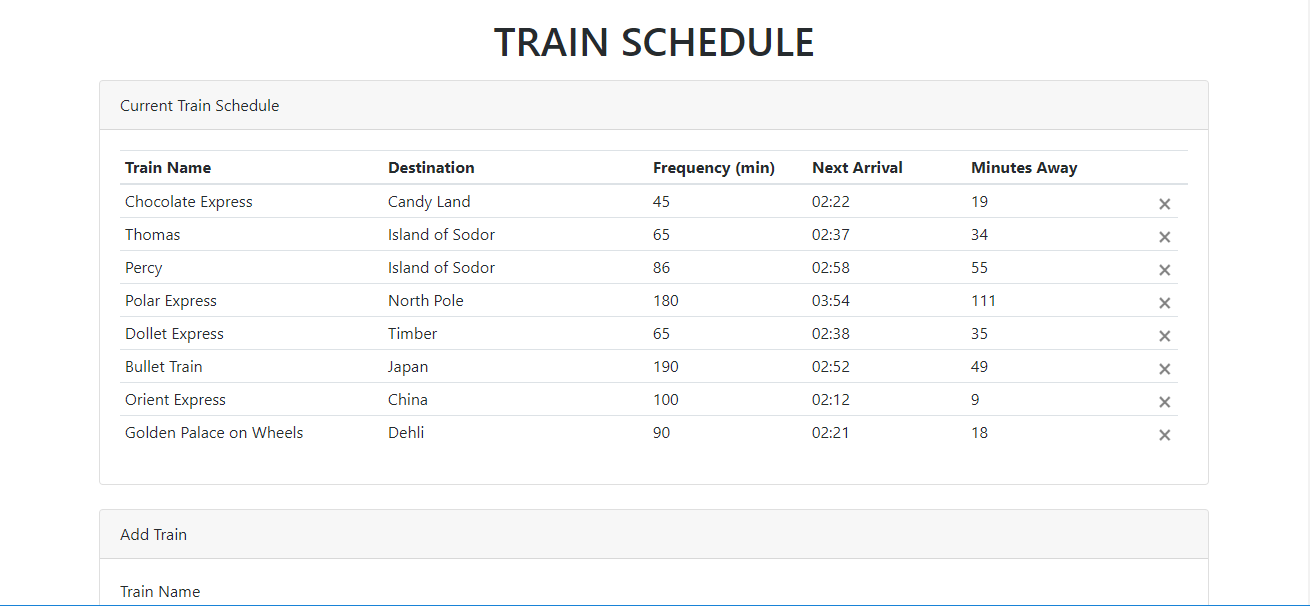 TRAIN SCHEDULE
Current Train Schedule
Train Name Destination Frequency (min) Next Arrival Minutes Away
Chocolate Express Candy Land 45 02:22 19
Thomas Island of Sodor 65 02:37 34
Percy Island of Sodor 86 02:58 55
Polar Express North Pole 180 03:54 111
Dollet Express Timber 65 02:38 35
Bullet Train Japan 190 02:52 49
Orient Express China 100 02:12 9
Golden Palace on Wheels Dehli 90 02:21 18
Add Train
Train Name